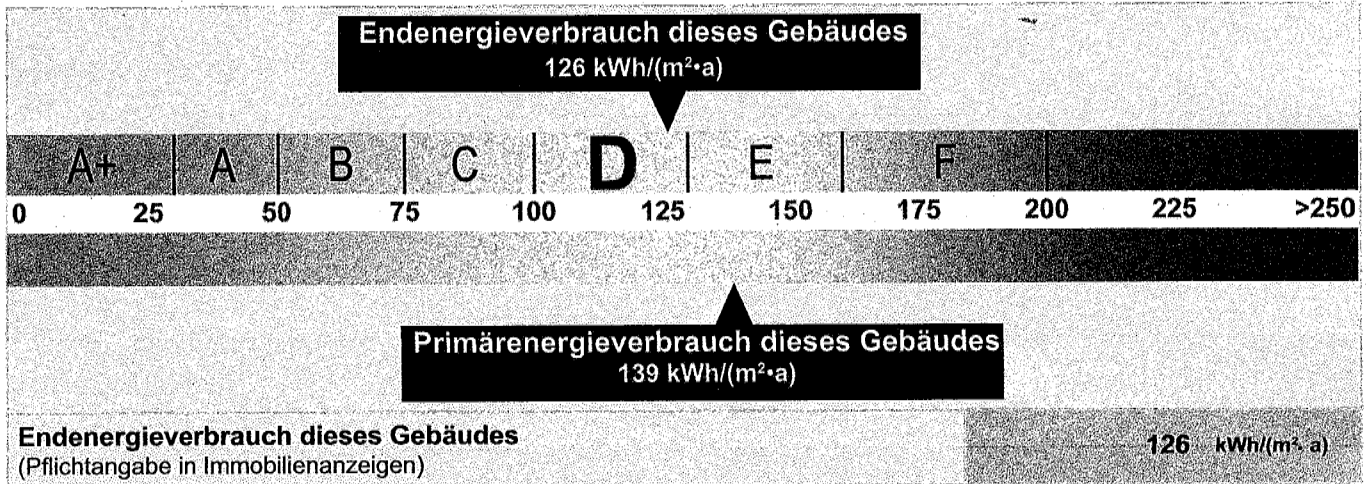 Endenergieverbrauch dieses Gebäudes
126 kWh/(m²•a)
A+ A B C D E F
0 25 50 75 100 125 150 175 200 225 >250
Primärenergieverbrauch dieses Gebäudes
139 kWh/(m²•a)
Endenergieverbrauch dieses Gebäudes
(Pflichtangabe in Immobilienanzeigen)
126 kWh/(m²· a)